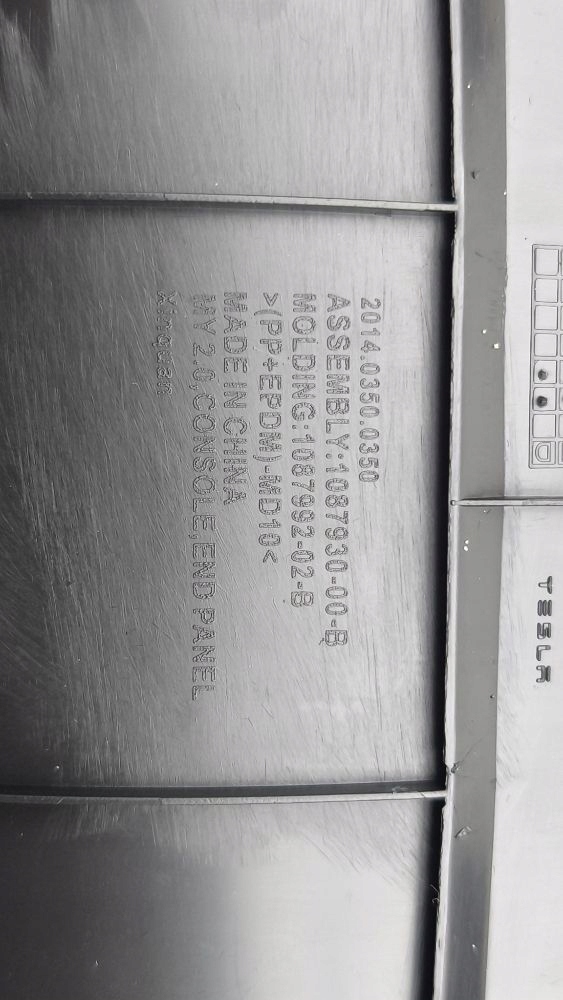 2014.0350.0350
ASSEMBLY:1087930-00-B
MOLDING:1087992-02-B
>(PP+EPDM)-MD10<
MADE IN CHINA
MY 2.0,CONSOLE,END PANEL
Xinquan
TESLA